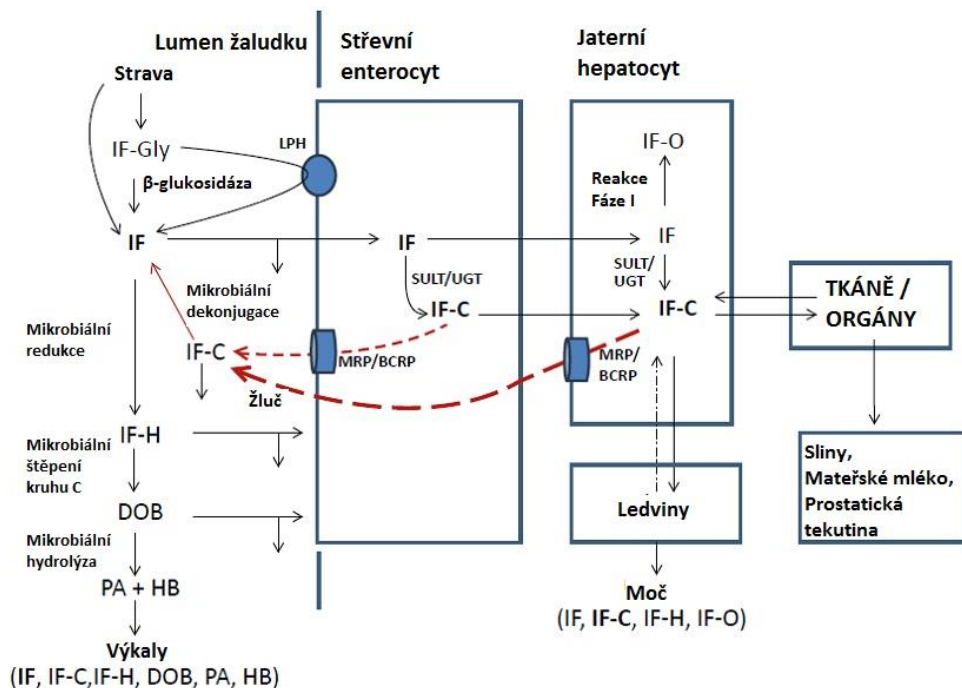 Lumen žaludku
Střevní
enterocyt
Jaterní
hepatocyt
Strava
IF-Gly
LPH
β-glukosidáza
IF-O
Reakce
Fáze I
IF
IF
IF
SULT/UGT
SULT/
UGT
Mikrobiální
dekonjugace
IF-C
IF-C
TKÁNĚ /
ORGÁNY
Mikrobiální
redukce
IF-C
MRP/BCRP
MRP/
BCRP
Žluč
IF-H
Mikrobiální
štěpení
kruhu C
DOB
Mikrobiální
hydrolýza
PA + HB
Výkaly
(IF, IF-C,IF-H, DOB, PA, HB)
Ledviny
Moč
(IF, IF-C, IF-H, IF-O)
Sliny,
Mateřské mléko,
Prostatická
tekutina